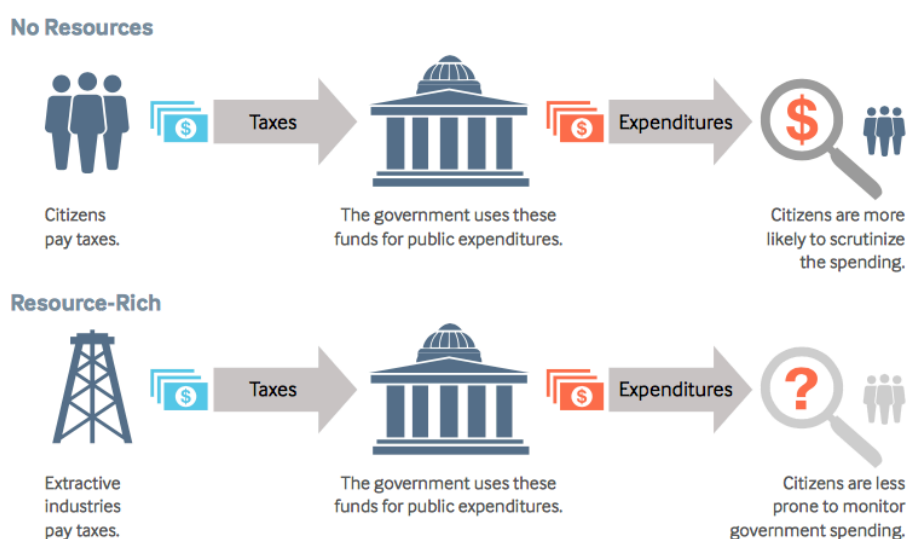 No Resources
$
Taxes
$
Expenditures
$
Citizens
pay taxes.
The government uses these
funds for public expenditures.
Citizens are more
likely to scrutinize
the spending.
Resource-Rich
$
Taxes
$
Expenditures
?
Extractive
industries
pay taxes.
The government uses these
funds for public expenditures.
Citizens are less
prone to monitor
government spending.